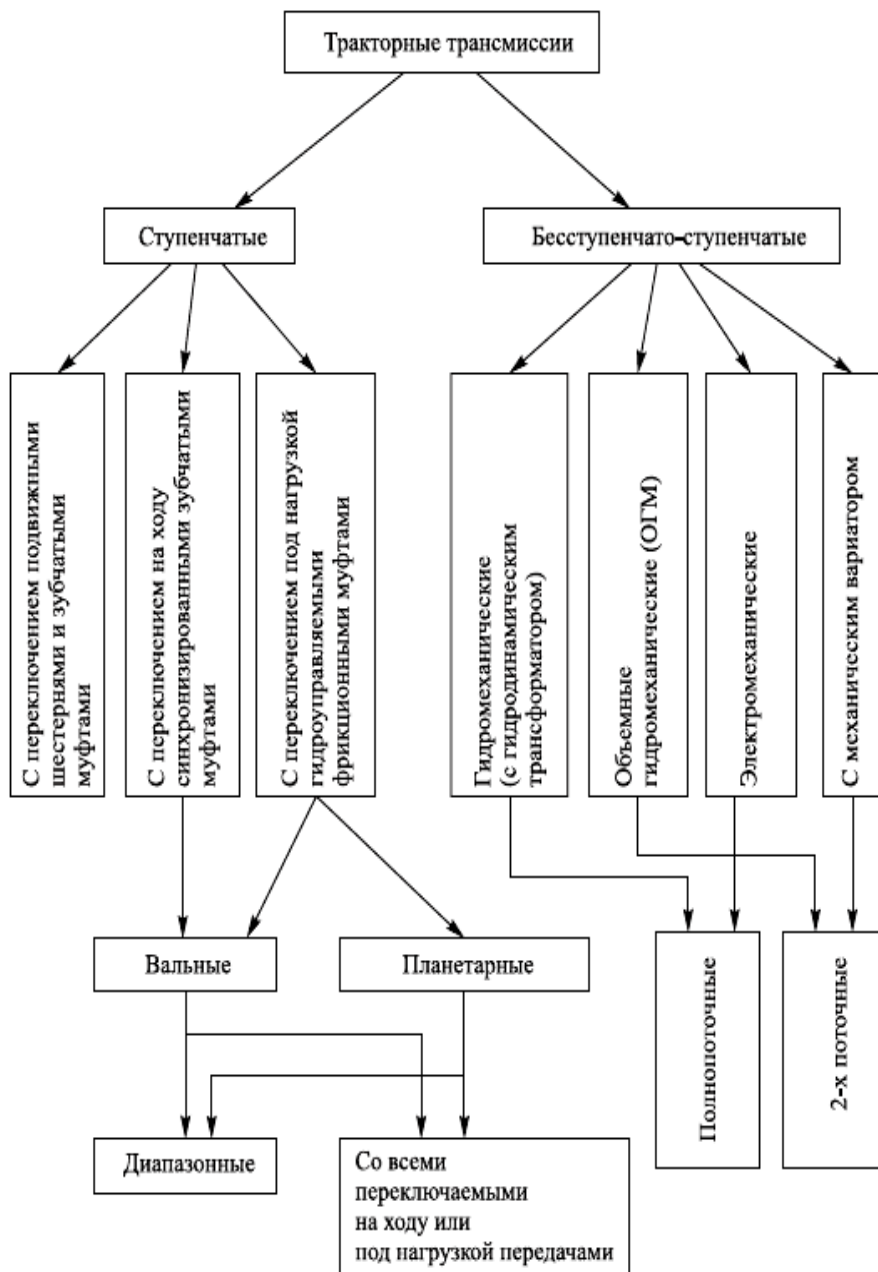 Тракторные трансмиссии
Ступенчатые
Бесступенчато-ступенчатые
С переключением подвижными
шестернями и зубчатыми
муфтами
С переключением на ходу
синхронизированными зубчатыми
муфтами
С переключением под нагрузкой
гидроуправляемыми
фрикционными муфтами
Гидромеханические
(с гидродинамическим
трансформатором)
Объемные
гидромеханические (ОГМ)
Электромеханические
С механическим вариатором
Вальные
Планетарные
Полнопоточные
2-х поточные
Диапазонные
Со всеми
переключаемыми
на ходу или
под нагрузкой передачами